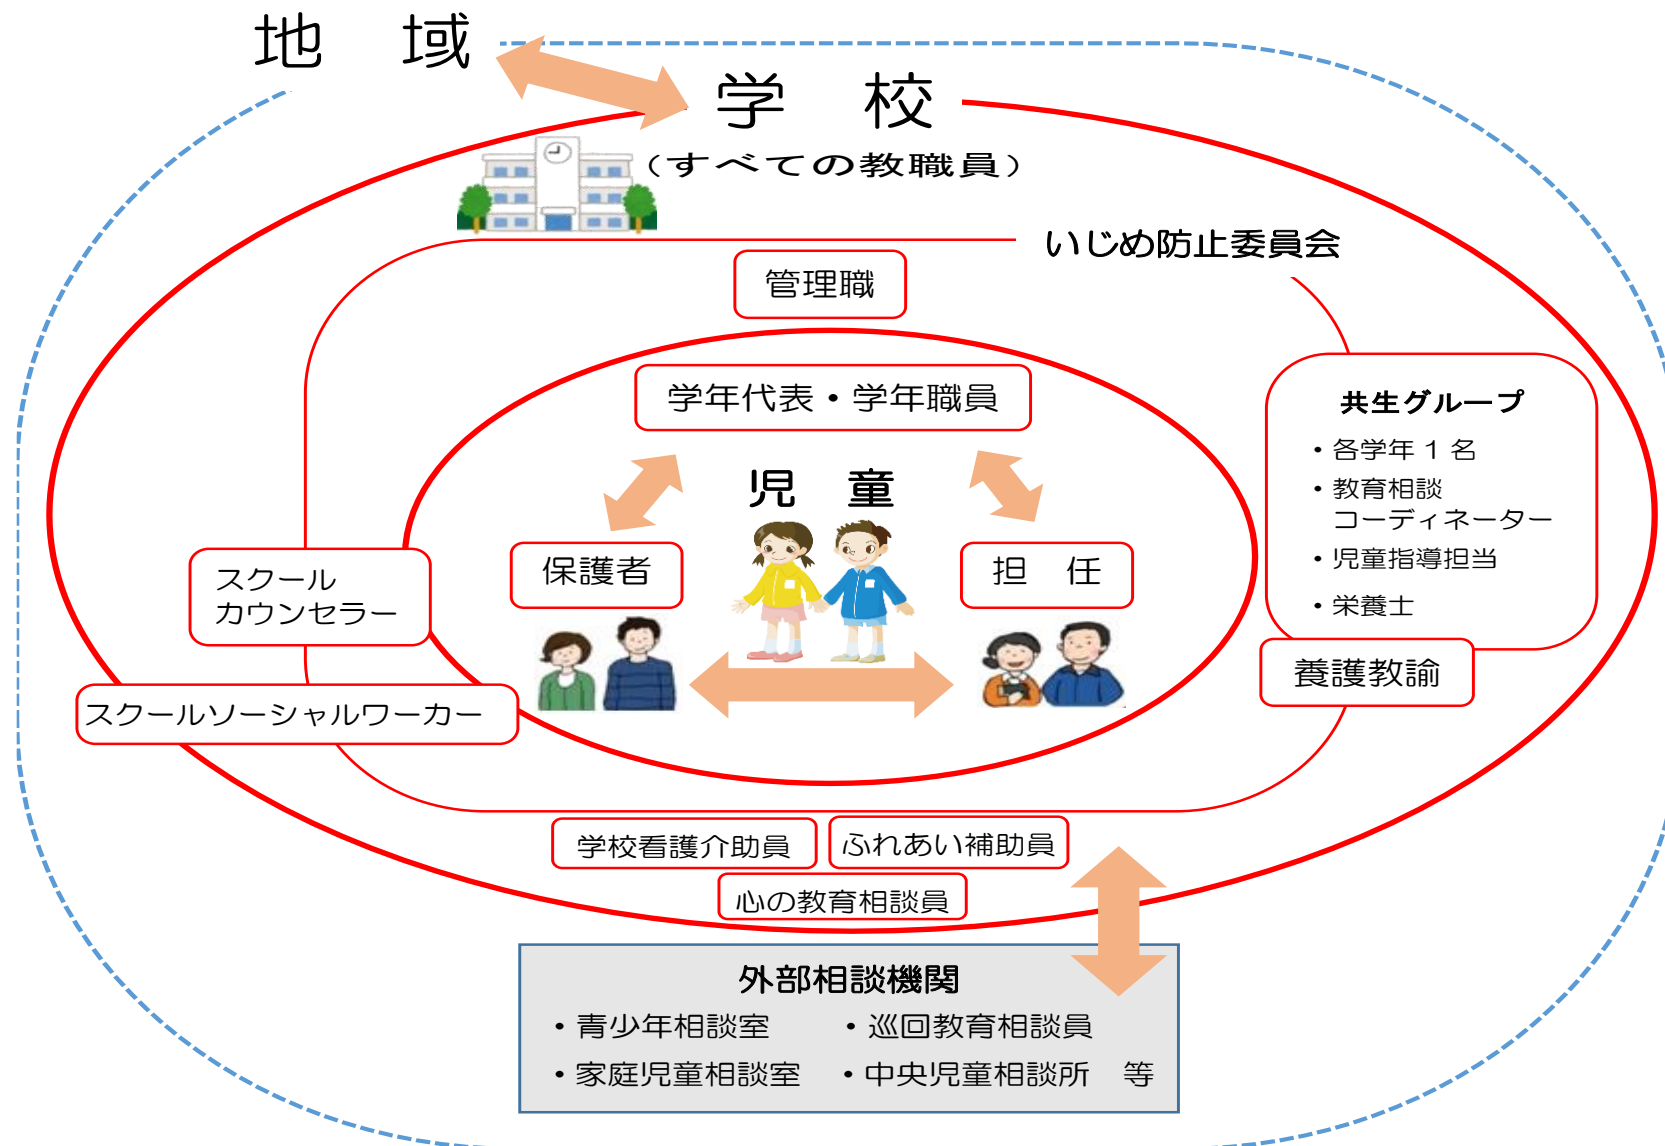 地　域
学　校
（すべての教職員）
いじめ防止委員会
管理職
学年代表・学年職員
共生グループ
・各学年 1 名
・教育相談
コーディネーター
・児童指導担当
・栄養士
児　童
保護者
担　任
スクール
カウンセラー
養護教諭
スクールソーシャルワーカー
学校看護介助員
ふれあい補助員
心の教育相談員
外部相談機関
・青少年相談室　・巡回教育相談員
・家庭児童相談室　・中央児童相談所　等